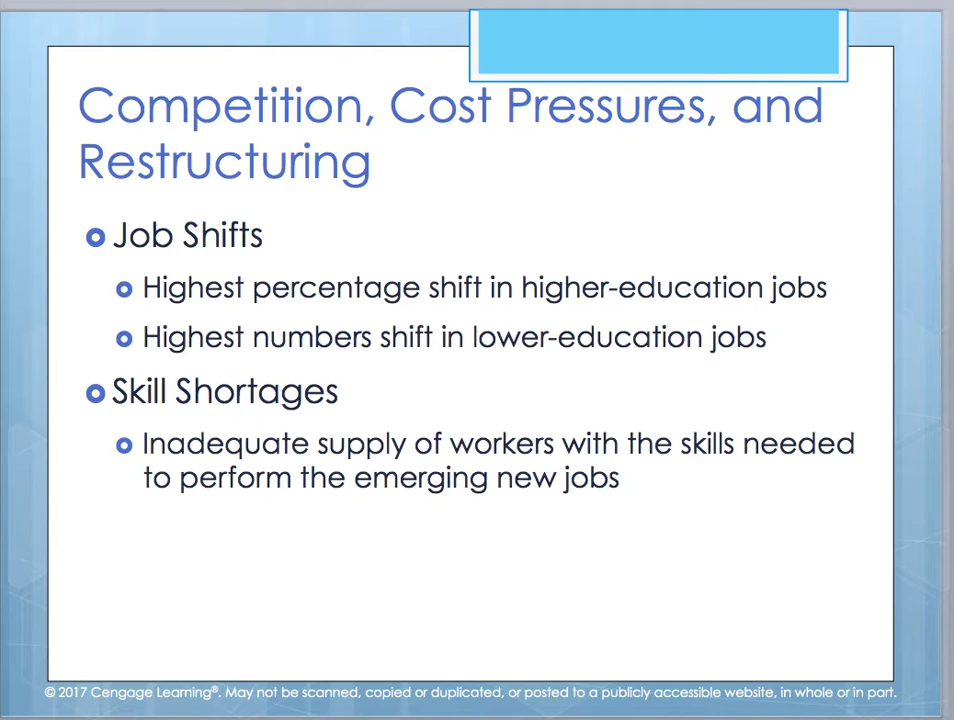 Competition, Cost Pressures, and
Restructuring
Job Shifts
Highest percentage shift in higher-education jobs
Highest numbers shift in lower-education jobs
Skill Shortages
Inadequate supply of workers with the skills needed
to perform the emerging new jobs
© 2017 Cengage Learning®. May not be scanned, copied or duplicated, or posted to a publicly accessible website, in whole or in part.